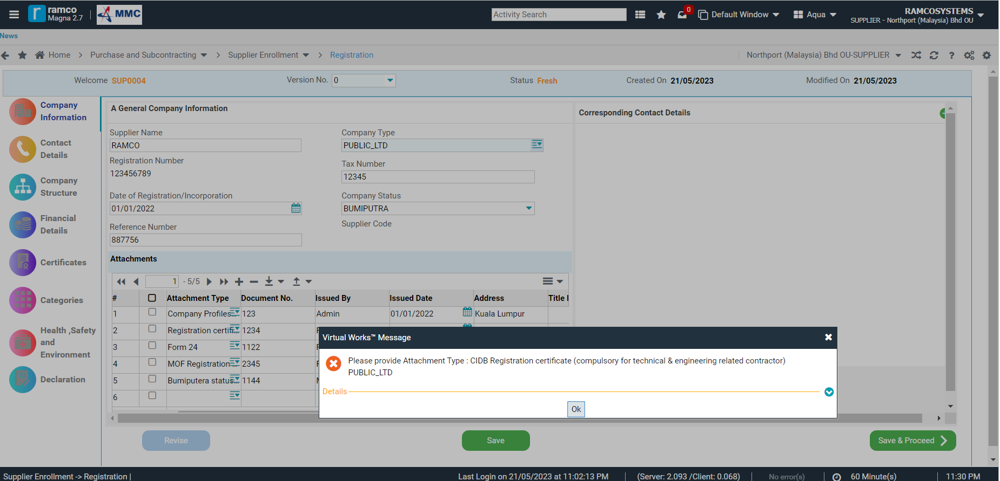 ramco
Magna 2.7
MMC
Activity Search
0
Default Window
Aqua
RAMCOSYSTEMS
SUPPLIER - Northport (Malaysia) Bhd OU
News
Home > Purchase and Subcontracting > Supplier Enrollment > Registration
Northport (Malaysia) Bhd OU-SUPPLIER
Welcome SUP0004
Version No. 0
Status Fresh
Created On 21/05/2023
Modified On 21/05/2023
Company
Information
Contact
Details
Company
Structure
Financial
Details
Certificates
Categories
Health ,Safety
and
Environment
Declaration
A General Company Information
Supplier Name
RAMCO
Company Type
PUBLIC_LTD
Registration Number
123456789
Tax Number
12345
Date of Registration/Incorporation
01/01/2022
Company Status
BUMIPUTRA
Reference Number
887756
Supplier Code
Corresponding Contact Details
Attachments
1 - 5/5
# Attachment Type Document No. Issued By Issued Date Address Title
1 Company Profiles... 123 Admin 01/01/2022 Kuala Lumpur
2 Registration certifi... 1234
3 Form 24 1122
4 MOF Registration... 2345
5 Bumiputera status... 1144
6
Virtual Works™ Message
Please provide Attachment Type : CIDB Registration certificate (compulsory for technical & engineering related contractor)
PUBLIC_LTD
Details
Ok
Revise
Save
Save & Proceed
Supplier Enrollment -> Registration |
Last Login on 21/05/2023 at 11:02:13 PM
(Server: 2.093 /Client: 0.068)
No error(s)
60 Minute(s)
11:30 PM